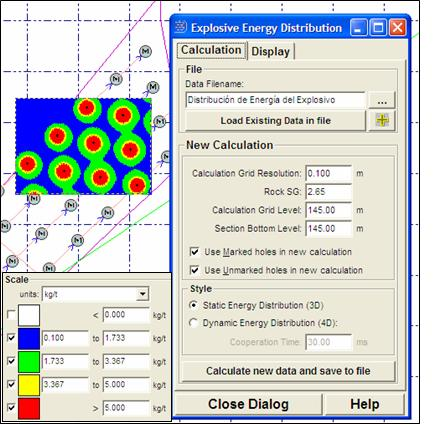 Explosive Energy Distribution
Calculation Display
File
Data Filename:
Distribución de Energía del Explosivo ...
Load Existing Data in file
New Calculation
Calculation Grid Resolution: 0.100 m
Rock SG: 2.65
Calculation Grid Level: 145.00 m
Section Bottom Level: 145.00 m
Use Marked holes in new calculation
Use Unmarked holes in new calculation
Style
Static Energy Distribution (3D)
Dynamic Energy Distribution (4D):
Cooperation Time: 30.00 ms
Calculate new data and save to file
Close Dialog Help
M
M
M
M
M
M
M
M
M
M
Scale
units: kg/t
< 0.000 kg/t
0.100 to 1.733 kg/t
1.733 to 3.367 kg/t
3.367 to 5.000 kg/t
> 5.000 kg/t